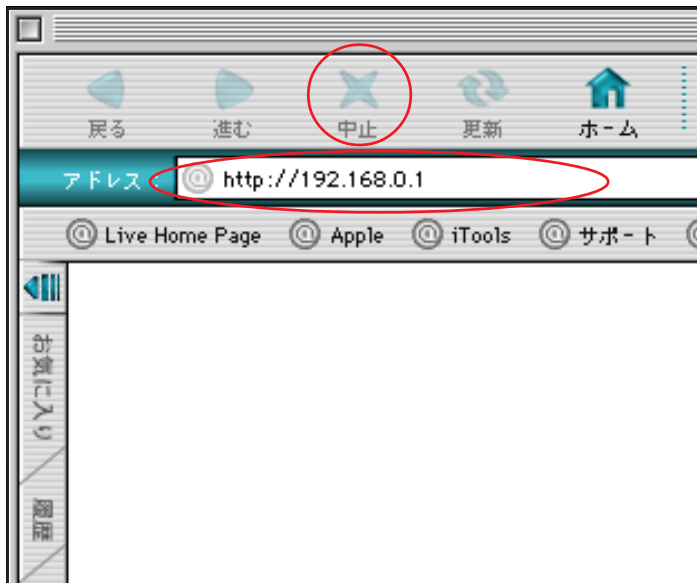 戻る 進む 中止 更新 ホーム
アドレス : http://192.168.0.1
Live Home Page Apple iTools サポート
お気に入り
履歴